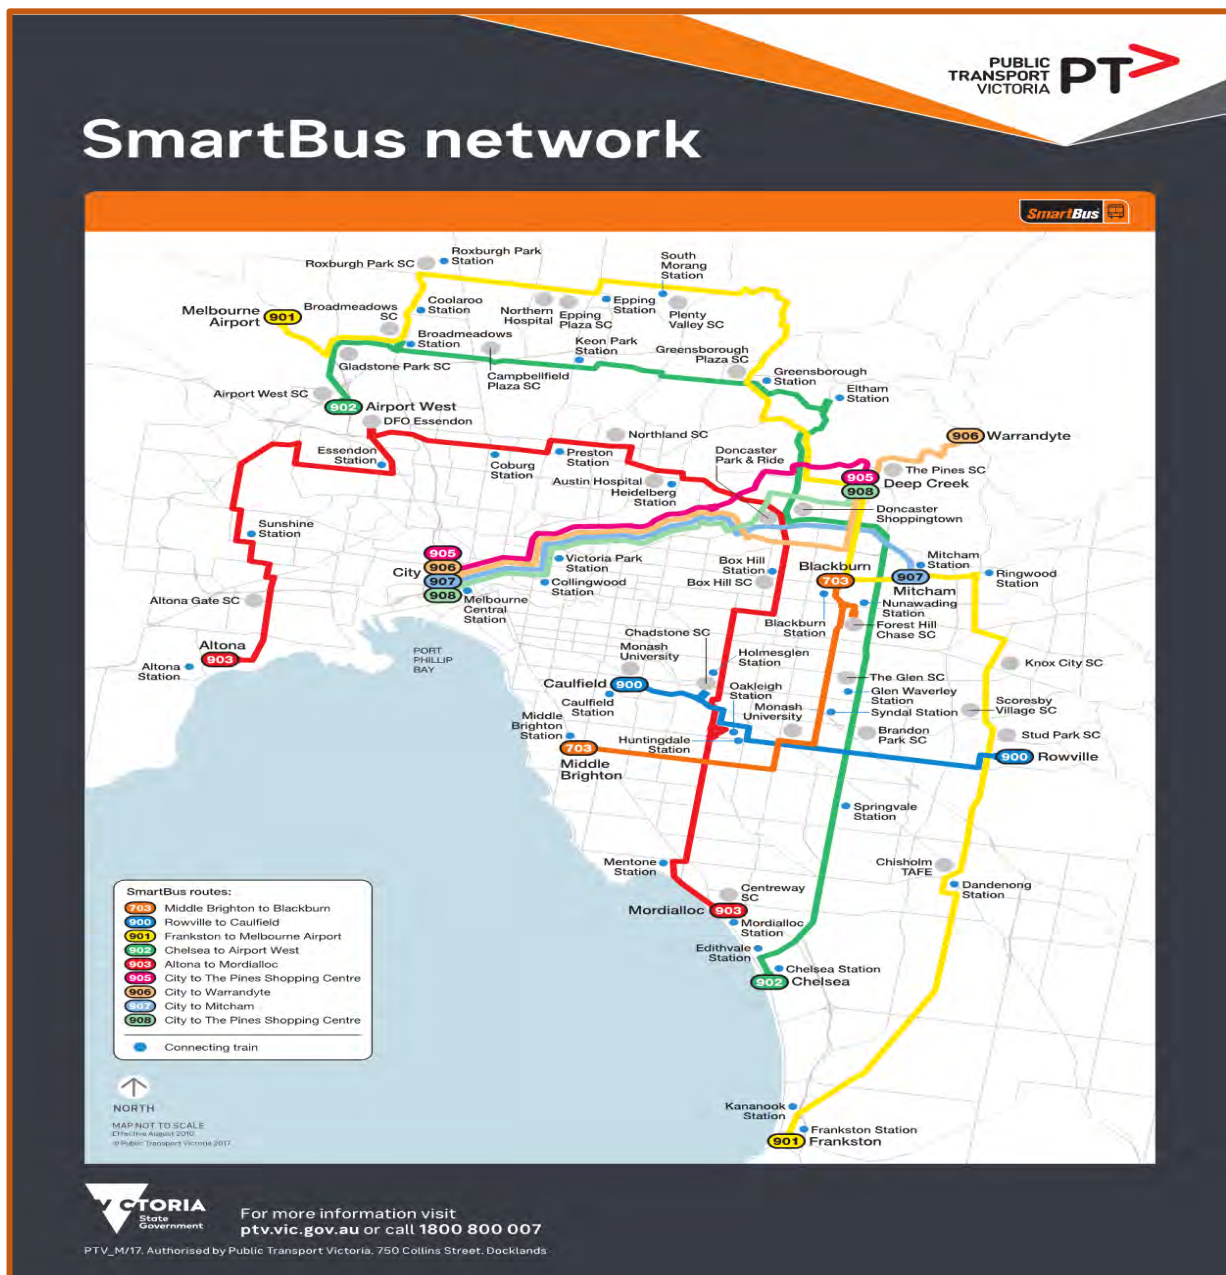 PUBLIC
TRANSPORT
VICTORIA
PT
SmartBus network
SmartBus
Roxburgh Park
Station
Roxburgh Park SC
South
Morang
Station
Melbourne
Airport
901
Broadmeadows
SC
Coolaroo
Station
Northern
Hospital
Epping
Plaza SC
Epping
Station
Plenty
Valley SC
Broadmeadows
Station
Keon Park
Station
Greensborough
Plaza SC
Gladstone Park SC
Campbellfield
Plaza SC
Greensborough
Station
Eltham
Station
Airport West SC
902 Airport West
DFO Essendon
Essendon
Station
Coburg
Station
Preston
Station
Northland SC
Doncaster
Park & Ride
906 Warrandyte
The Pines SC
Austin Hospital
Heidelberg
Station
905
908
Deep Creek
Doncaster
Shoppingtown
Sunshine
Station
City
905
906
907
908
Melbourne
Central
Station
Victoria Park
Station
Collingwood
Station
Box Hill
Station
Box Hill SC
Blackburn
703
Mitcham
Station
907
Mitcham
Ringwood
Station
Nunawading
Station
Blackburn
Station
Forest Hill
Chase SC
Altona Gate SC
Altona
903
Altona
Station
PORT
PHILLIP
BAY
Chadstone SC
Monash
University
Holmesglen
Station
Knox City SC
Caulfield 900
Caulfield
Station
Oakleigh
Station
The Glen SC
Glen Waverley
Station
Scoresby
Village SC
Middle
Brighton
Station
Monash
University
Syndal Station
Huntingdale
Station
Brandon
Park SC
Stud Park SC
703
Middle
Brighton
900 Rowville
Springvale
Station
Mentone
Station
Chisholm
TAFE
Dandenong
Station
Centreway
SC
Mordialloc 903
Mordialloc
Station
Edithvale
Station
Chelsea Station
902 Chelsea
Kananook
Station
Frankston Station
901 Frankston
SmartBus routes:
703 Middle Brighton to Blackburn
900 Rowville to Caulfield
901 Frankston to Melbourne Airport
902 Chelsea to Airport West
903 Altona to Mordialloc
905 City to The Pines Shopping Centre
906 City to Warrandyte
907 City to Mitcham
908 City to The Pines Shopping Centre
Connecting train
NORTH
MAP NOT TO SCALE
Effective August 2010
© Public Transport Victoria 2017
VICTORIA
State
Government
For more information visit
ptv.vic.gov.au or call 1800 800 007
PTV_M/17. Authorised by Public Transport Victoria, 750 Collins Street, Docklands